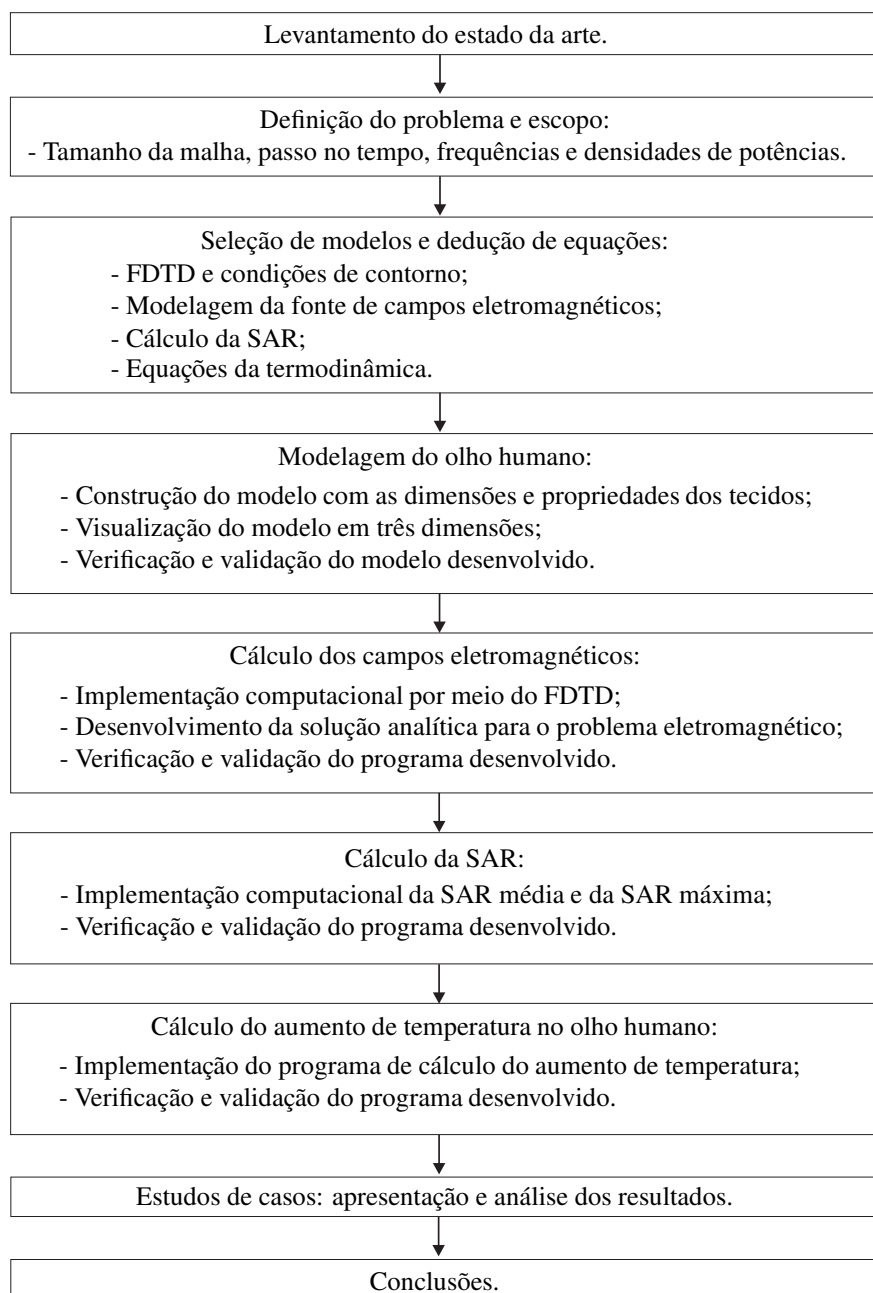 Levantamento do estado da arte.
Definição do problema e escopo:
- Tamanho da malha, passo no tempo, frequências e densidades de potências.
Seleção de modelos e dedução de equações:
- FDTD e condições de contorno;
- Modelagem da fonte de campos eletromagnéticos;
- Cálculo da SAR;
- Equações da termodinâmica.
Modelagem do olho humano:
- Construção do modelo com as dimensões e propriedades dos tecidos;
- Visualização do modelo em três dimensões;
- Verificação e validação do modelo desenvolvido.
Cálculo dos campos eletromagnéticos:
- Implementação computacional por meio do FDTD;
- Desenvolvimento da solução analítica para o problema eletromagnético;
- Verificação e validação do programa desenvolvido.
Cálculo da SAR:
- Implementação computacional da SAR média e da SAR máxima;
- Verificação e validação do programa desenvolvido.
Cálculo do aumento de temperatura no olho humano:
- Implementação do programa de cálculo do aumento de temperatura;
- Verificação e validação do programa desenvolvido.
Estudos de casos: apresentação e análise dos resultados.
Conclusões.